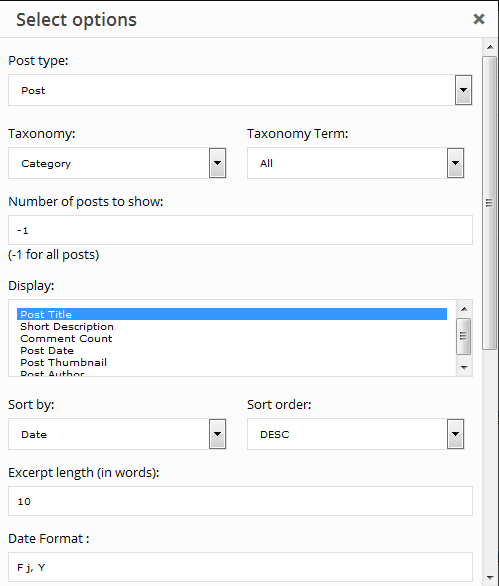 Select options
Post type:
Post
Taxonomy: Taxonomy Term:
Category All
Number of posts to show:
-1
(-1 for all posts)
Display:
Post Title
Short Description
Comment Count
Post Date
Post Thumbnail
Post Author
Sort by: Sort order:
Date DESC
Excerpt length (in words):
10
Date Format :
F j, Y